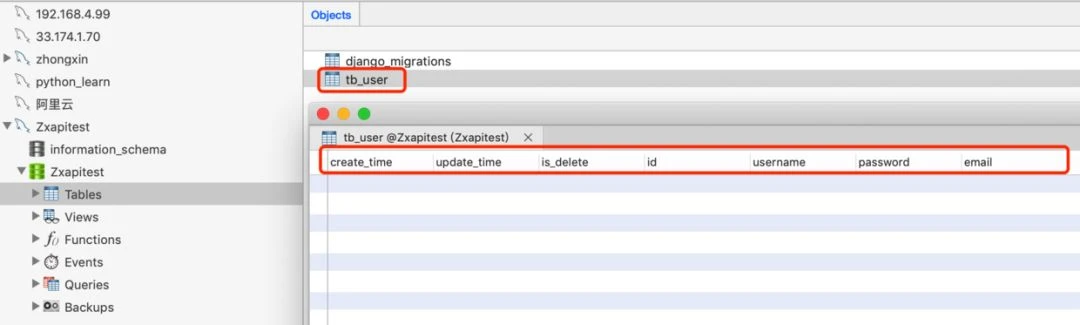 192.168.4.99
33.174.1.70
zhongxin
python_learn
阿里云
Zxapitest
information_schema
Zxapitest
Tables
Views
Functions
Events
Queries
Backups
Objects
django_migrations
tb_user
tb_user @Zxapitest (Zxapitest)
create_time update_time is_delete id username password email